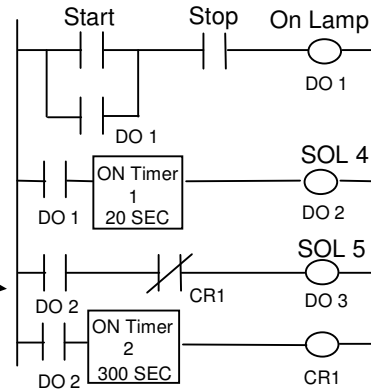 Start Stop On Lamp
DO 1
DO 1
SOL 4
ON Timer
1
20 SEC
DO 1
DO 2
SOL 5
DO 2
CR1
DO 3
ON Timer
2
300 SEC
DO 2
CR1